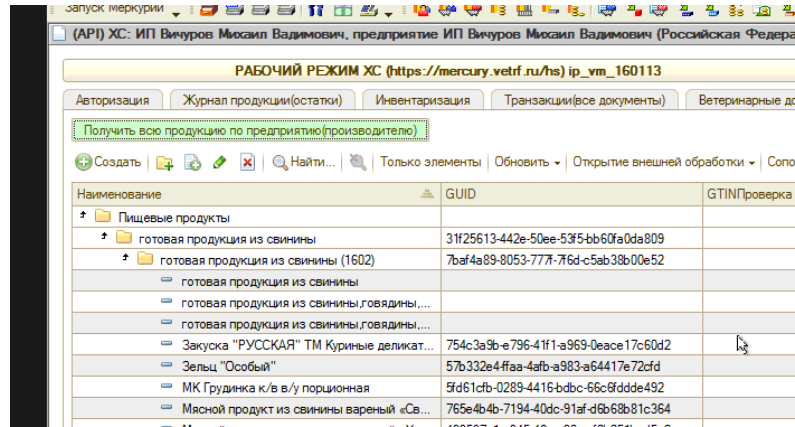 Запуск Меркурий
(API) ХС: ИП Вичуров Михаил Вадимович, предприятие ИП Вичуров Михаил Вадимович (Российская Федера
РАБОЧИЙ РЕЖИМ ХС (https://mercury.vetrf.ru/hs) ip_vm_160113
Авторизация Журнал продукции(остатки) Инвентаризация Транзакции(все документы) Ветеринарные до
Получить всю продукцию по предприятию(производителю)
Создать Найти... Только элементы Обновить Открытие внешней обработки Сопо
Наименование GUID GTINПроверка
Пищевые продукты
готовая продукция из свинины 31f25613-442e-50ee-53f5-bb60fa0da809
готовая продукция из свинины (1602) 7baf4a89-8053-777f-7f6d-c5ab38b00e52
готовая продукция из свинины
готовая продукция из свинины,говядины,...
готовая продукция из свинины,говядины,...
Закуска "РУССКАЯ" ТМ Куриные деликат... 754c3a9b-e796-41f1-a969-0eace17c60d2
Зельц "Особый" 57b332e4-ffaa-4afb-a983-a64417e72cfd
МК Грудинка к/в в/у порционная 5fd61cfb-0289-4416-bdbc-66c6fddde492
Мясной продукт из свинины вареный «Св... 765e4b4b-7194-40dc-91af-d6b68b81c364